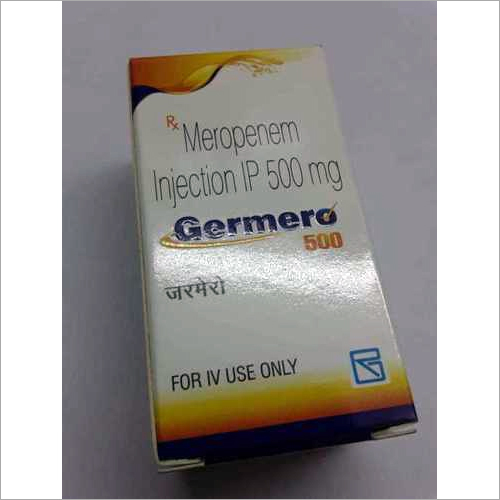 Rx Meropenem
Injection IP 500 mg
Germero
500
जरमेरो
FOR IV USE ONLY